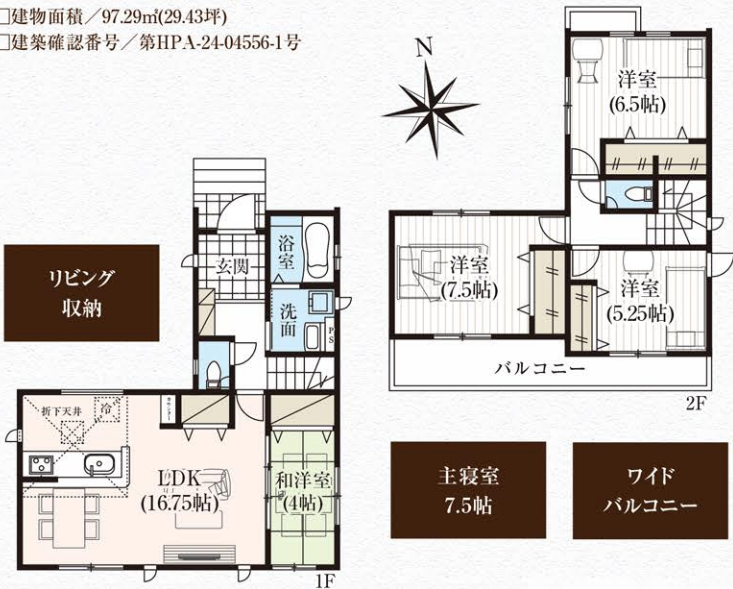 □建物面積／97.29㎡(29.43坪)
□建築確認番号／第HPA-24-04556-1号
N
洋室
(6.5帖)
リビング
収納
玄関
浴室
洗面
PS
洋室
(7.5帖)
洋室
(5.25帖)
バルコニー
2F
折下天井
冷
LDK
(16.75帖)
和洋室
(4帖)
1F
主寝室
7.5帖
ワイド
バルコニー